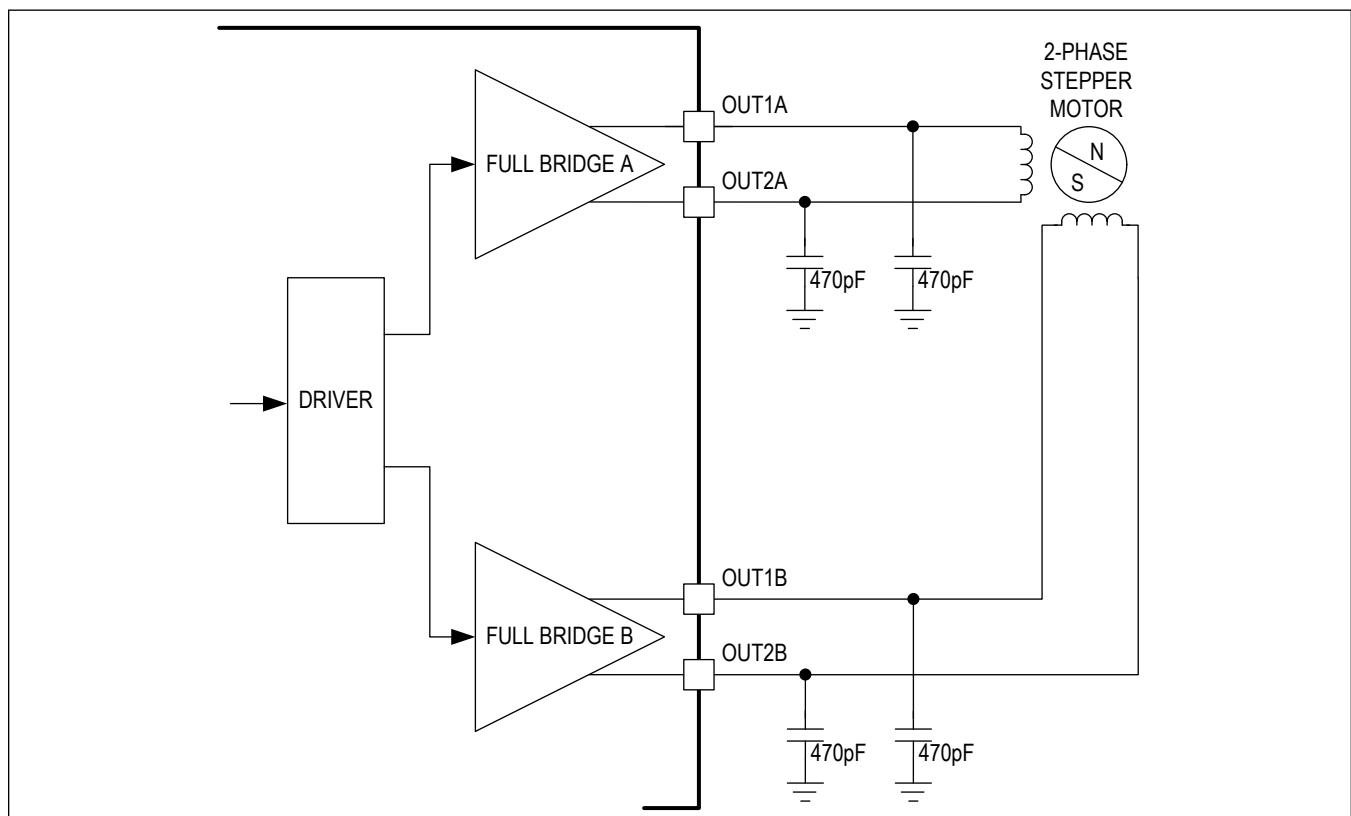 2-PHASE
STEPPER
MOTOR
OUT1A
N
FULL BRIDGE A
OUT2A
S
470pF
470pF
DRIVER
OUT1B
FULL BRIDGE B
OUT2B
470pF
470pF